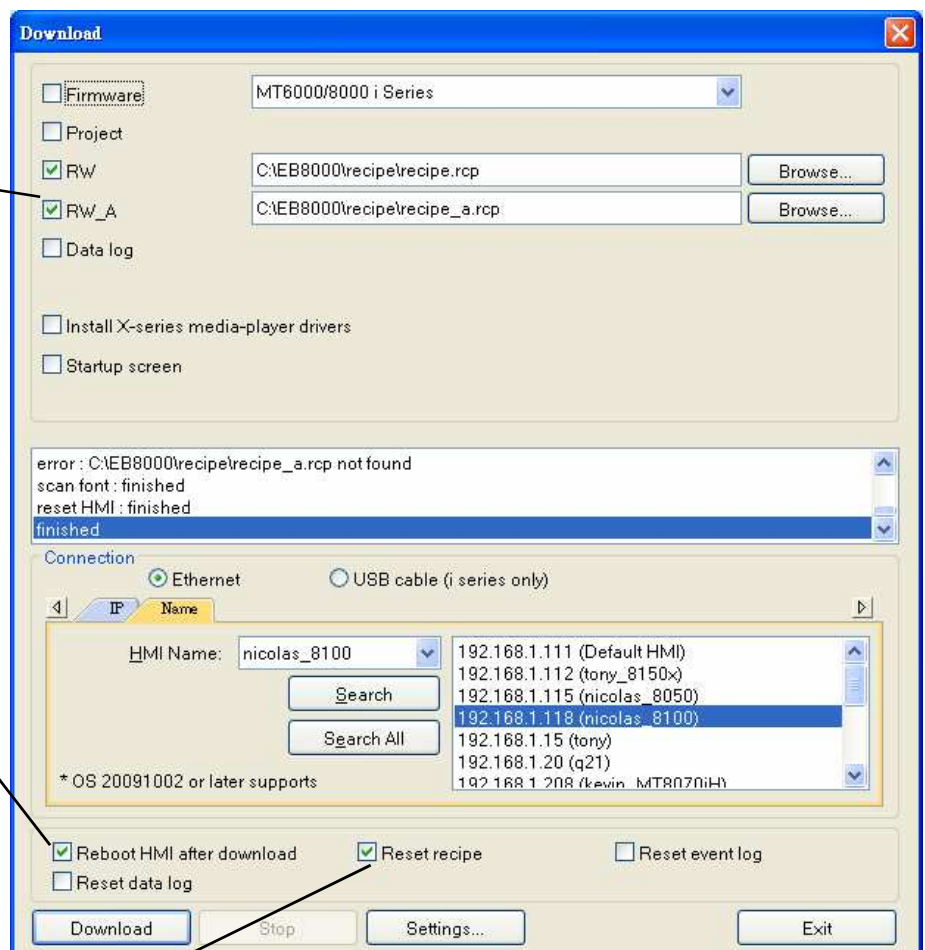 Download
Firmware MT6000/8000 i Series
Project
RW C:\EB8000\recipe\recipe.rcp Browse...
RW_A C:\EB8000\recipe\recipe_a.rcp Browse...
Data log
Install X-series media-player drivers
Startup screen
error : C:\EB8000\recipe\recipe_a.rcp not found
scan font : finished
reset HMI : finished
finished
Connection
Ethernet USB cable (i series only)
IP Name
HMI Name: nicolas_8100
Search
Search All
* OS 20091002 or later supports
192.168.1.111 (Default HMI)
192.168.1.112 (tony_8150x)
192.168.1.115 (nicolas_8050)
192.168.1.118 (nicolas_8100)
192.168.1.15 (tony)
192.168.1.20 (q21)
192.168.1.208 (kevin_MT8070iH)
Reboot HMI after download Reset recipe Reset event log
Reset data log
Download Stop Settings... Exit